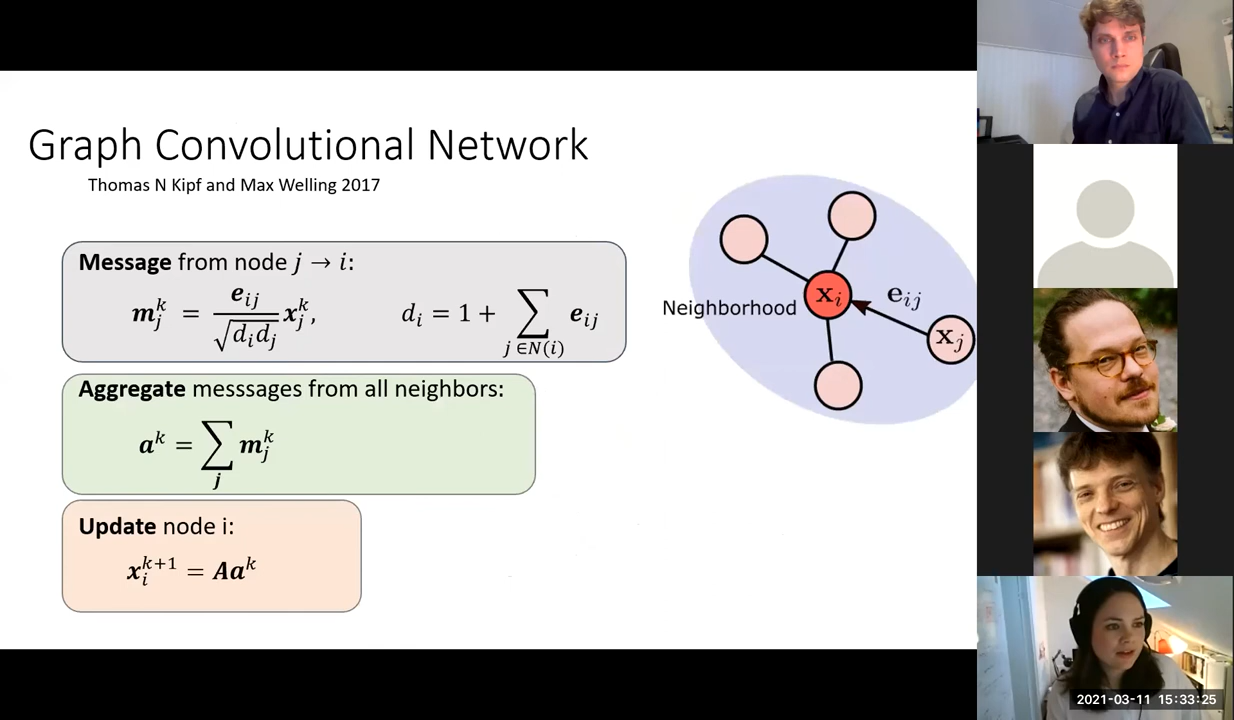 Graph Convolutional Network
Thomas N Kipf and Max Welling 2017
Message from node j → i:
m_j^k = e_ij / √(d_i d_j) x_j^k, d_i = 1 + ∑_{j ∈N(i)} e_ij
Aggregate messsages from all neighbors:
a^k = ∑_j m_j^k
Update node i:
x_i^{k+1} = Aa^k
Neighborhood
x_i
e_ij
x_j
2021-03-11 15:33:25